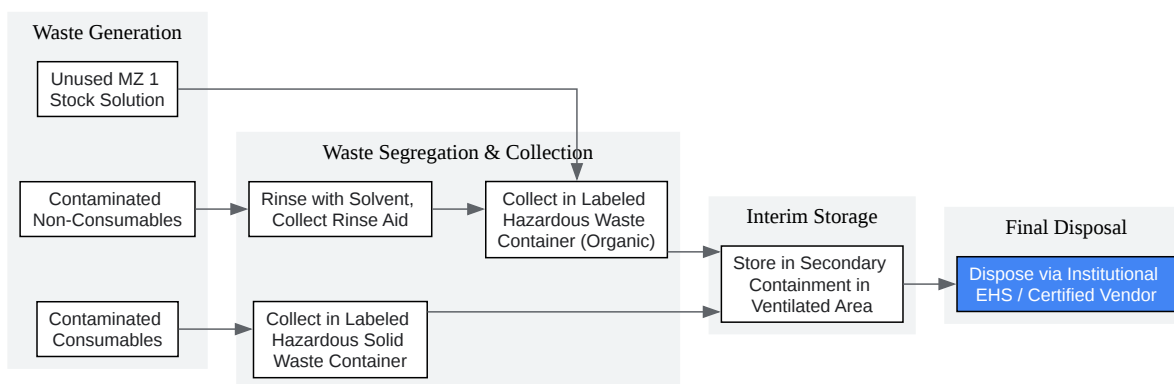 Waste Generation
Unused MZ 1
Stock Solution
Contaminated
Non-Consumables
Contaminated
Consumables
Waste Segregation & Collection
Rinse with Solvent,
Collect Rinse Aid
Collect in Labeled
Hazardous Waste
Container (Organic)
Collect in Labeled
Hazardous Solid
Waste Container
Interim Storage
Store in Secondary
Containment in
Ventilated Area
Final Disposal
Dispose via Institutional
EHS / Certified Vendor